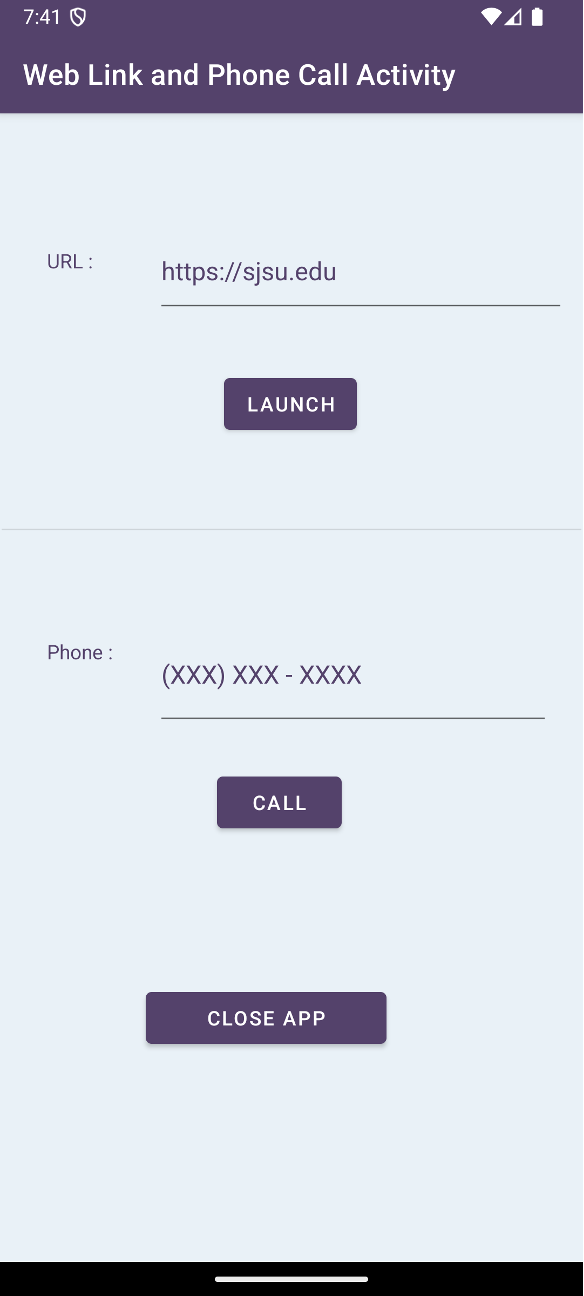 7:41
Web Link and Phone Call Activity
URL :
https://sjsu.edu
LAUNCH
Phone :
(XXX) XXX - XXXX
CALL
CLOSE APP